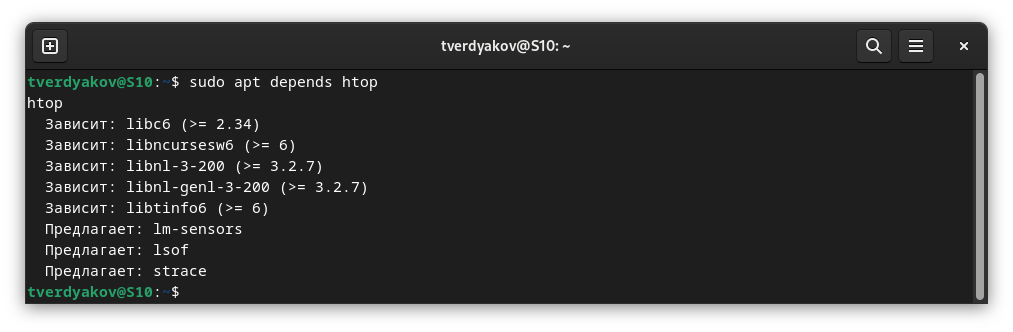 tverdyakov@S10: ~
tverdyakov@S10:~$ sudo apt depends htop
htop
  Зависит: libc6 (>= 2.34)
  Зависит: libncursesw6 (>= 6)
  Зависит: libnl-3-200 (>= 3.2.7)
  Зависит: libnl-genl-3-200 (>= 3.2.7)
  Зависит: libtinfo6 (>= 6)
  Предлагает: lm-sensors
  Предлагает: lsof
  Предлагает: strace
tverdyakov@S10:~$